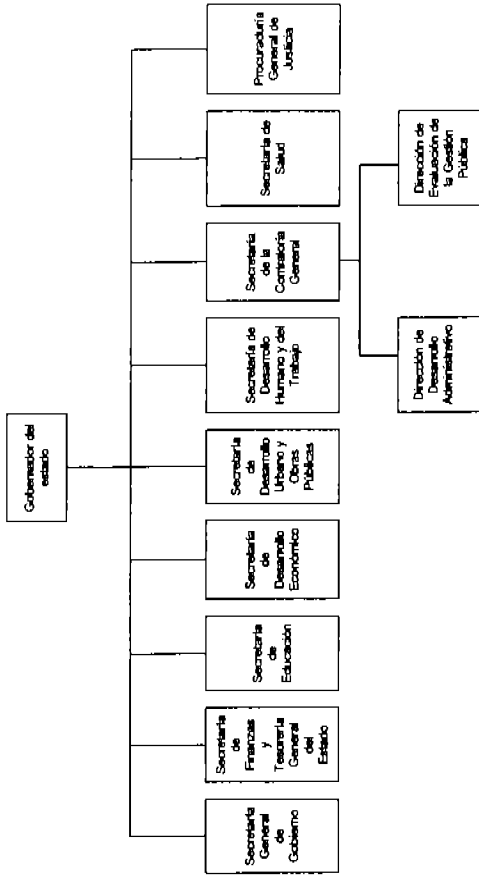 Gobernador del
estado
Secretaría
General
de
Gobierno
Secretaría
de
Finanzas
y
Tesorería
General
del
Estado
Secretaría
de
Educación
Secretaría
de
Desarrollo
Económico
Secretaría
de
Desarrollo
Urbano y
Obras
Públicas
Secretaría de
Desarrollo
Humano y del
Trabajo
Secretaría
de la
Contraloría
General
Secretaría de
Salud
Procuraduría
General de
Justicia
Dirección de
Desarrollo
Administrativo
Dirección de
Evaluación de
la Gestión
Pública